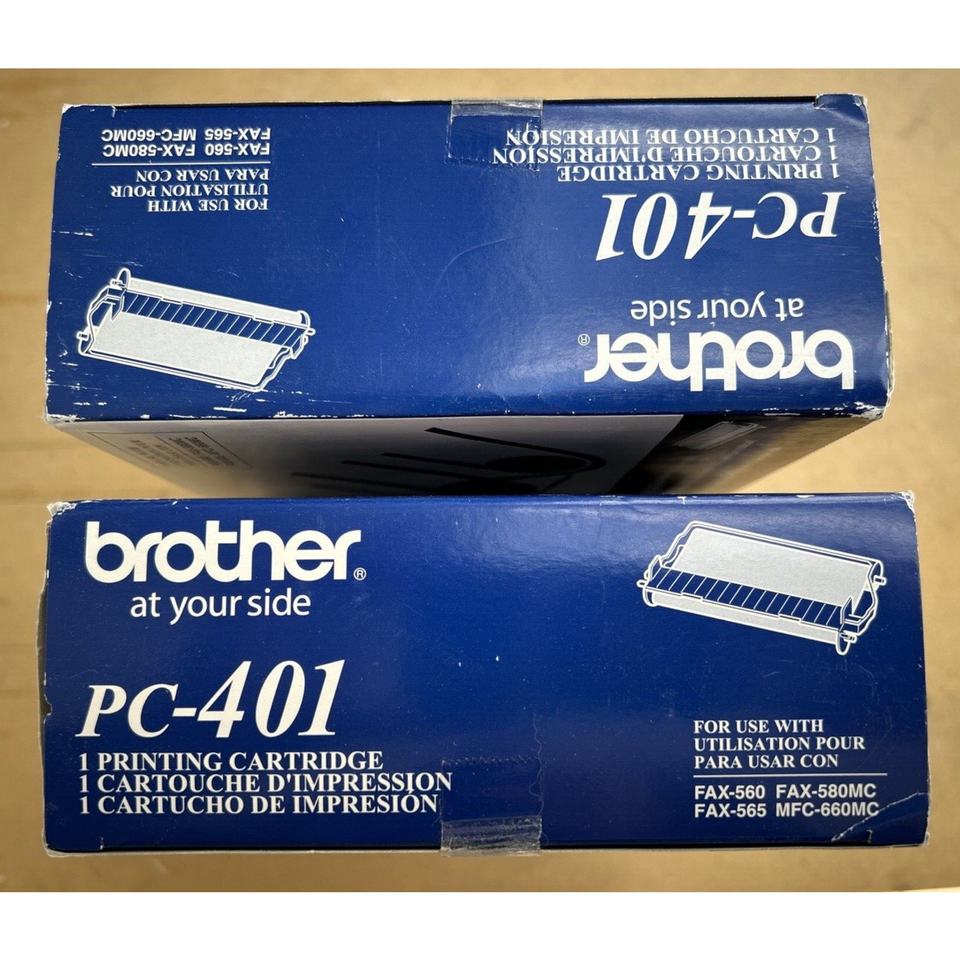 FOR USE WITH
UTILISATION POUR
PARA USAR CON
FAX-560 FAX-580MC
FAX-565 MFC-660MC
brother®
at your side
PC-401
1 PRINTING CARTRIDGE
1 CARTOUCHE D'IMPRESSION
1 CARTUCHO DE IMPRESIÓN
brother®
at your side
PC-401
1 PRINTING CARTRIDGE
1 CARTOUCHE D'IMPRESSION
1 CARTUCHO DE IMPRESIÓN
FOR USE WITH
UTILISATION POUR
PARA USAR CON
FAX-560 FAX-580MC
FAX-565 MFC-660MC